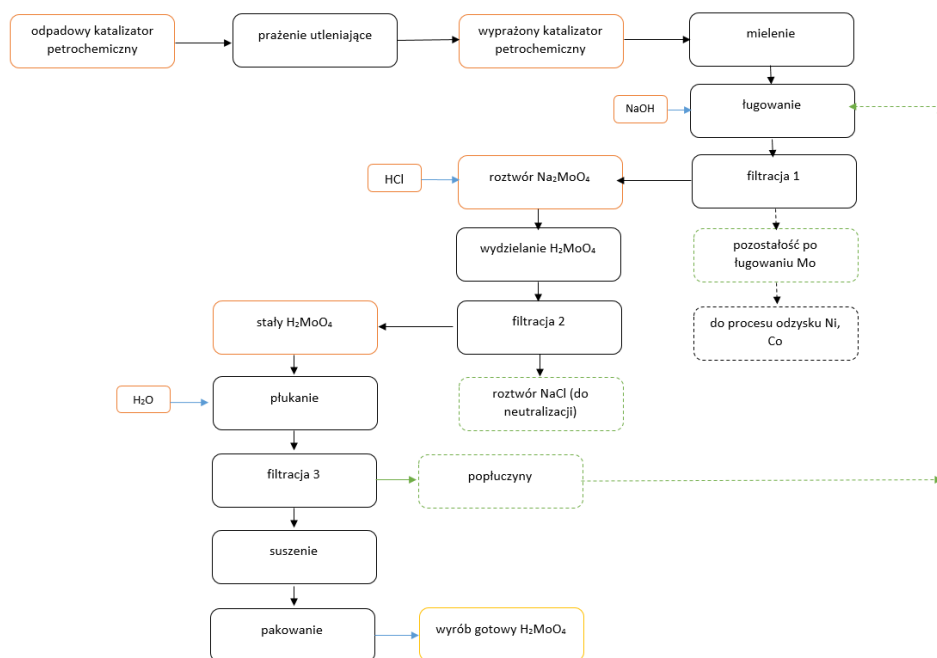 odpadowy katalizator
petrochemiczny
prażenie utleniające
wyprażony katalizator
petrochemiczny
mielenie
NaOH
ługowanie
HCl
roztwór Na₂MoO₄
filtracja 1
wydzielanie H₂MoO₄
pozostałość po
ługowaniu Mo
stały H₂MoO₄
filtracja 2
do procesu odzysku Ni,
Co
H₂O
płukanie
roztwór NaCl (do
neutralizacji)
filtracja 3
popłuczyny
suszenie
pakowanie
wyrób gotowy H₂MoO₄